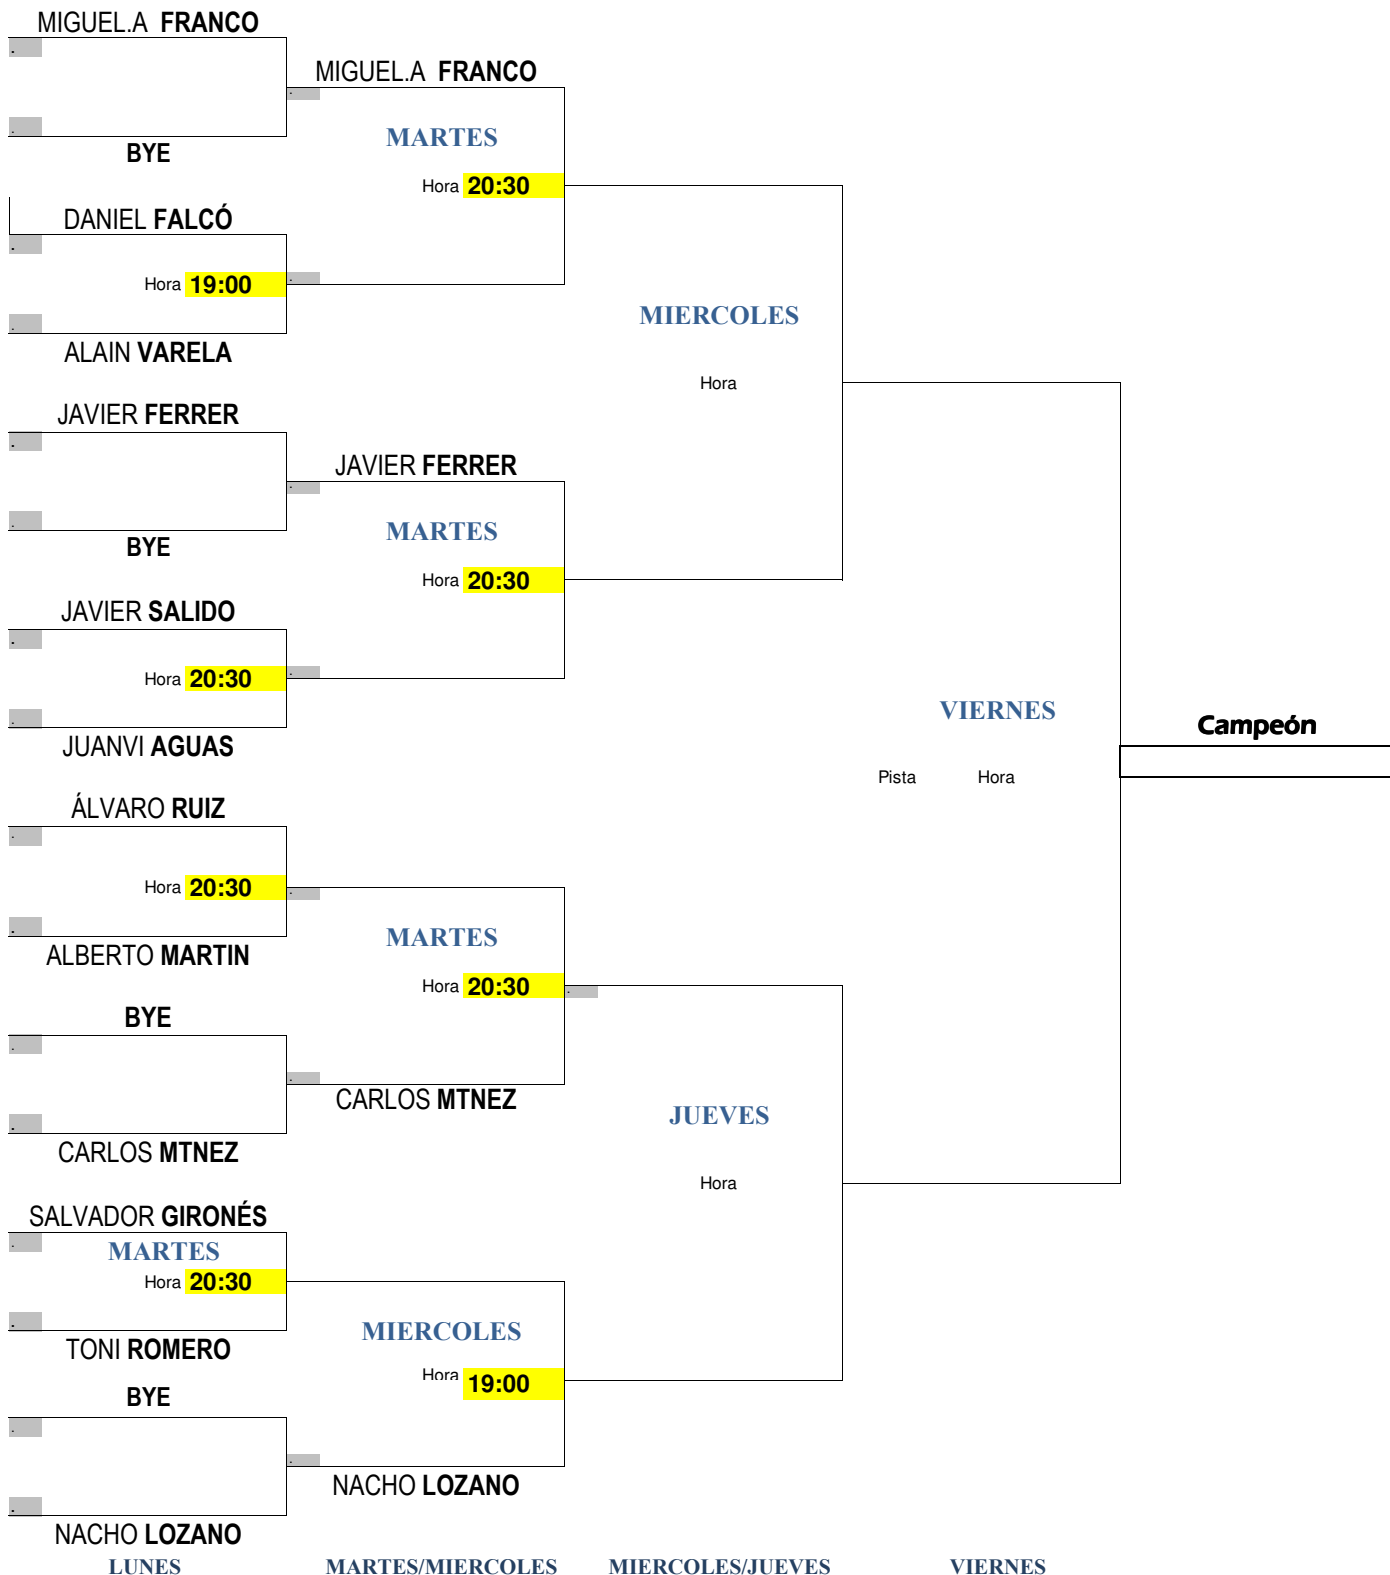 MIGUEL.A FRANCO
MIGUEL.A FRANCO
MARTES
BYE
Hora 20:30
DANIEL FALCÓ
Hora 19:00
MIERCOLES
ALAIN VARELA
Hora
JAVIER FERRER
JAVIER FERRER
MARTES
BYE
Hora 20:30
JAVIER SALIDO
Hora 20:30
VIERNES
Campeón
JUANVI AGUAS
Pista Hora
ÁLVARO RUIZ
Hora 20:30
MARTES
ALBERTO MARTIN
Hora 20:30
BYE
CARLOS MTNEZ
JUEVES
CARLOS MTNEZ
Hora
SALVADOR GIRONÉS
MARTES
Hora 20:30
MIERCOLES
TONI ROMERO
Hora 19:00
BYE
NACHO LOZANO
NACHO LOZANO
LUNES MARTES/MIERCOLES MIERCOLES/JUEVES VIERNES